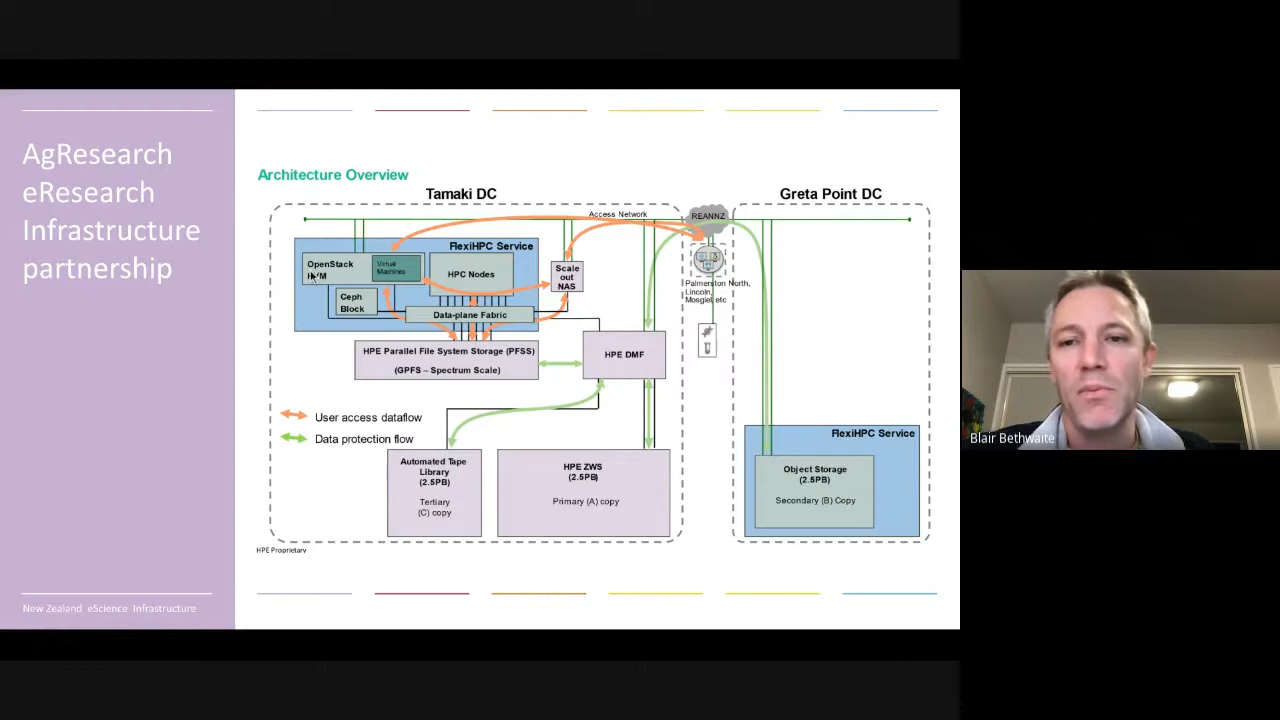 AgResearch
eResearch
Infrastructure
partnership
New Zealand eScience Infrastructure
Architecture Overview
Tamaki DC
Greta Point DC
Access Network
REANNZ
FlexiHPC Service
OpenStack
Virtual
Machines
HPC Nodes
Scale
out
NAS
Ceph
Block
Data-plane Fabric
Palmerston North,
Lincoln,
Mosgiel, etc
HPE Parallel File System Storage (PFSS)
(GPFS – Spectrum Scale)
HPE DMF
User access dataflow
Data protection flow
Automated Tape
Library
(2.5PB)
Tertiary
(C) copy
HPE ZWS
(2.5PB)
Primary (A) copy
FlexiHPC Service
Object Storage
(2.5PB)
Secondary (B) Copy
HPE Proprietary
Blair Bethwaite